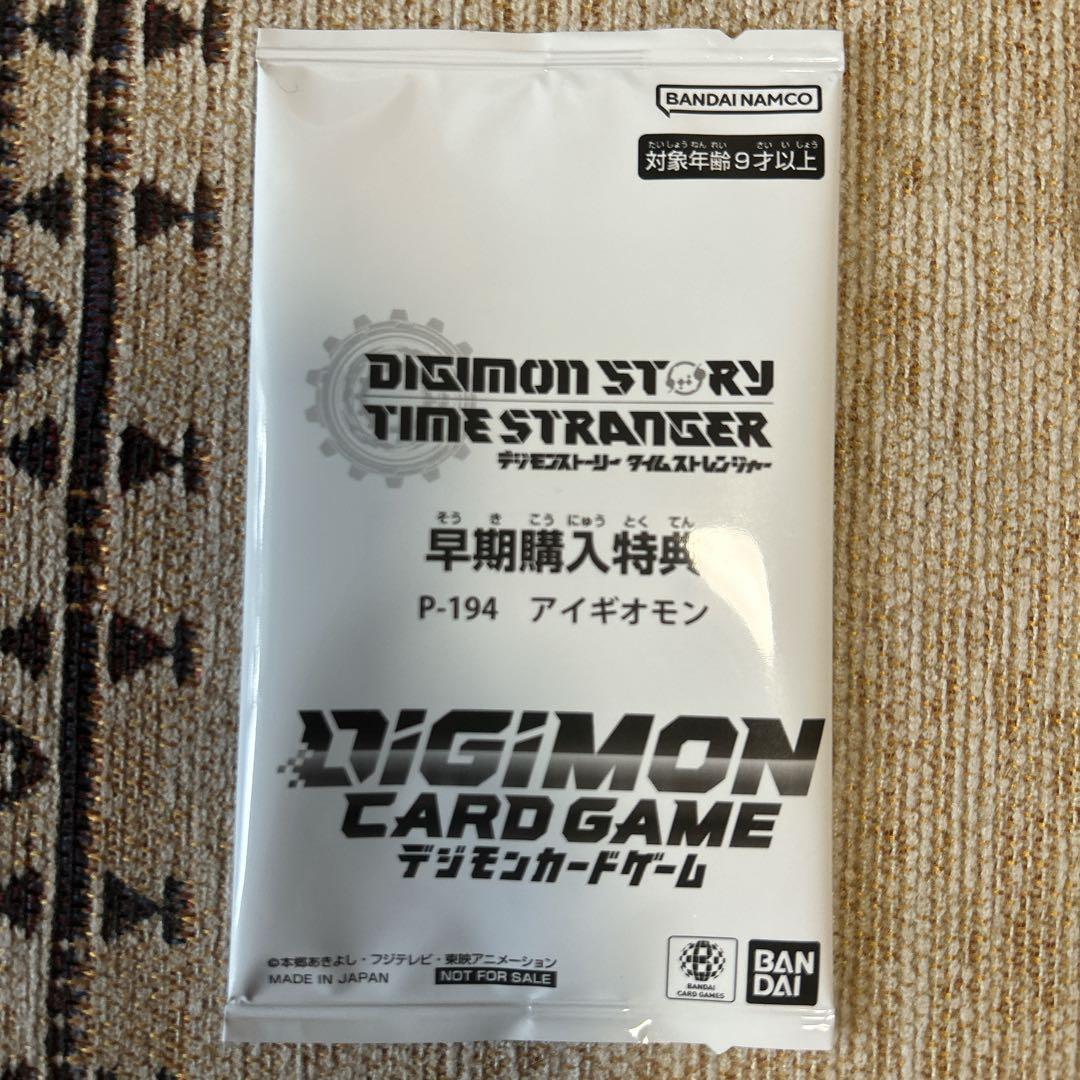 BANDAI NAMCO
たいしょうねんれい さい い じょう
対象年齢9才以上
DIGIMON STORY
TIME STRANGER
デジモンストーリー タイムストレンジャー
そう き こう にゅう とく てん
早期購入特典
P-194 アイギオモン
DiGiMON
CARD GAME
デジモンカードゲーム
©本郷あきよし・フジテレビ・東映アニメーション
MADE IN JAPAN NOT FOR SALE
B
BANDAI
CARD GAMES
BAN
DAI